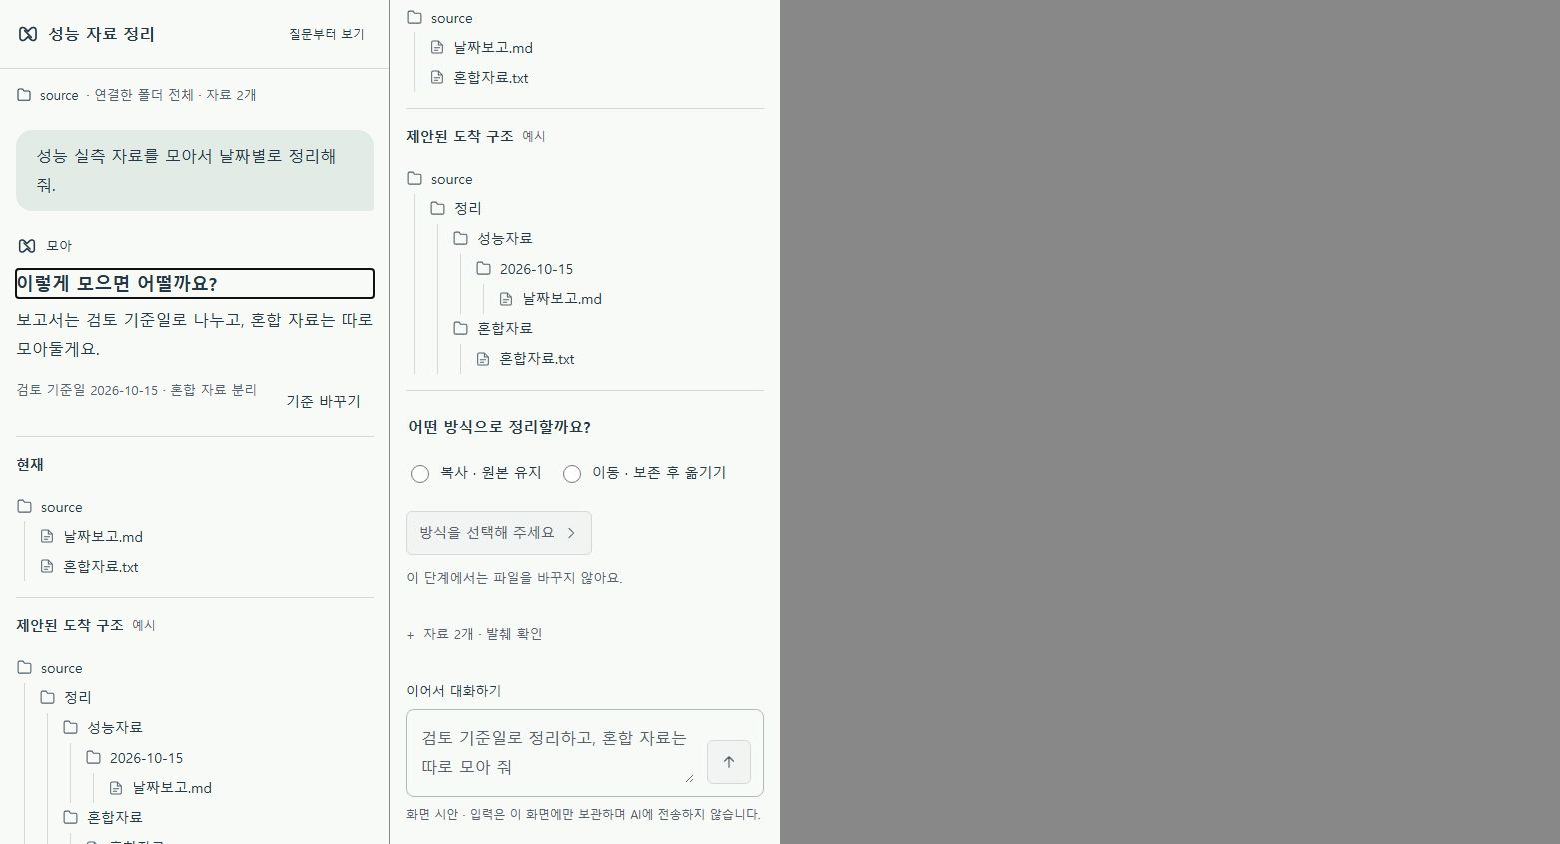 성능 자료 정리
질문부터 보기
source · 연결한 폴더 전체 · 자료 2개
성능 실측 자료를 모아서 날짜별로 정리해
줘.
모아
이렇게 모으면 어떨까요?
보고서는 검토 기준일로 나누고, 혼합 자료는 따로
모아둘게요.
검토 기준일 2026-10-15 · 혼합 자료 분리
기준 바꾸기
현재
source
날짜보고.md
혼합자료.txt
제안된 도착 구조 예시
source
정리
성능자료
2026-10-15
날짜보고.md
혼합자료
source
날짜보고.md
혼합자료.txt
제안된 도착 구조 예시
source
정리
성능자료
2026-10-15
날짜보고.md
혼합자료
혼합자료.txt
어떤 방식으로 정리할까요?
복사 · 원본 유지
이동 · 보존 후 옮기기
방식을 선택해 주세요
이 단계에서는 파일을 바꾸지 않아요.
+ 자료 2개 · 발췌 확인
이어서 대화하기
검토 기준일로 정리하고, 혼합 자료는
따로 모아 줘
화면 시안 · 입력은 이 화면에만 보관하며 AI에 전송하지 않습니다.